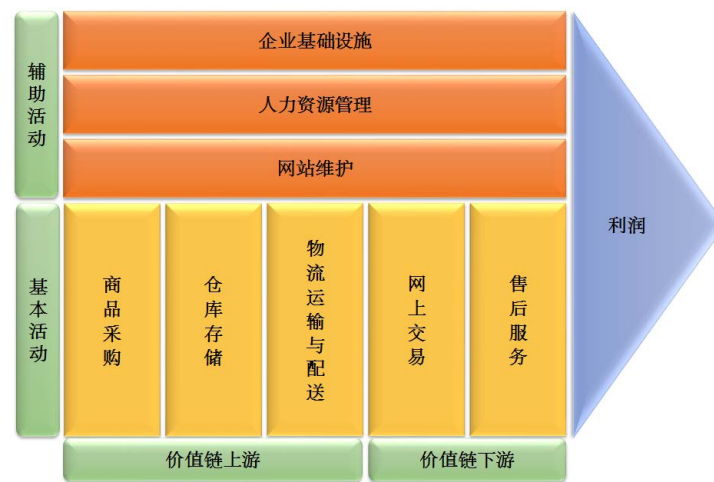 企业基础设施
辅助活动
人力资源管理
网站维护
基本活动
商品采购
仓库存储
物流运输与配送
网上交易
售后服务
利润
价值链上游
价值链下游